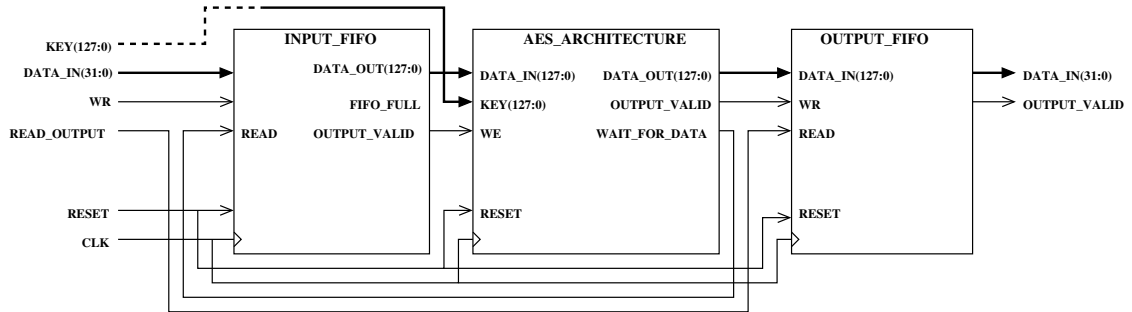 INPUT_FIFO AES_ARCHITECTURE OUTPUT_FIFO
KEY(127:0)
DATA_IN(31:0) DATA_OUT(127:0) DATA_IN(127:0) DATA_OUT(127:0) DATA_IN(127:0) DATA_IN(31:0)
WR FIFO_FULL KEY(127:0) OUTPUT_VALID WR OUTPUT_VALID
READ_OUTPUT READ OUTPUT_VALID WE WAIT_FOR_DATA READ
RESET RESET RESET
CLK